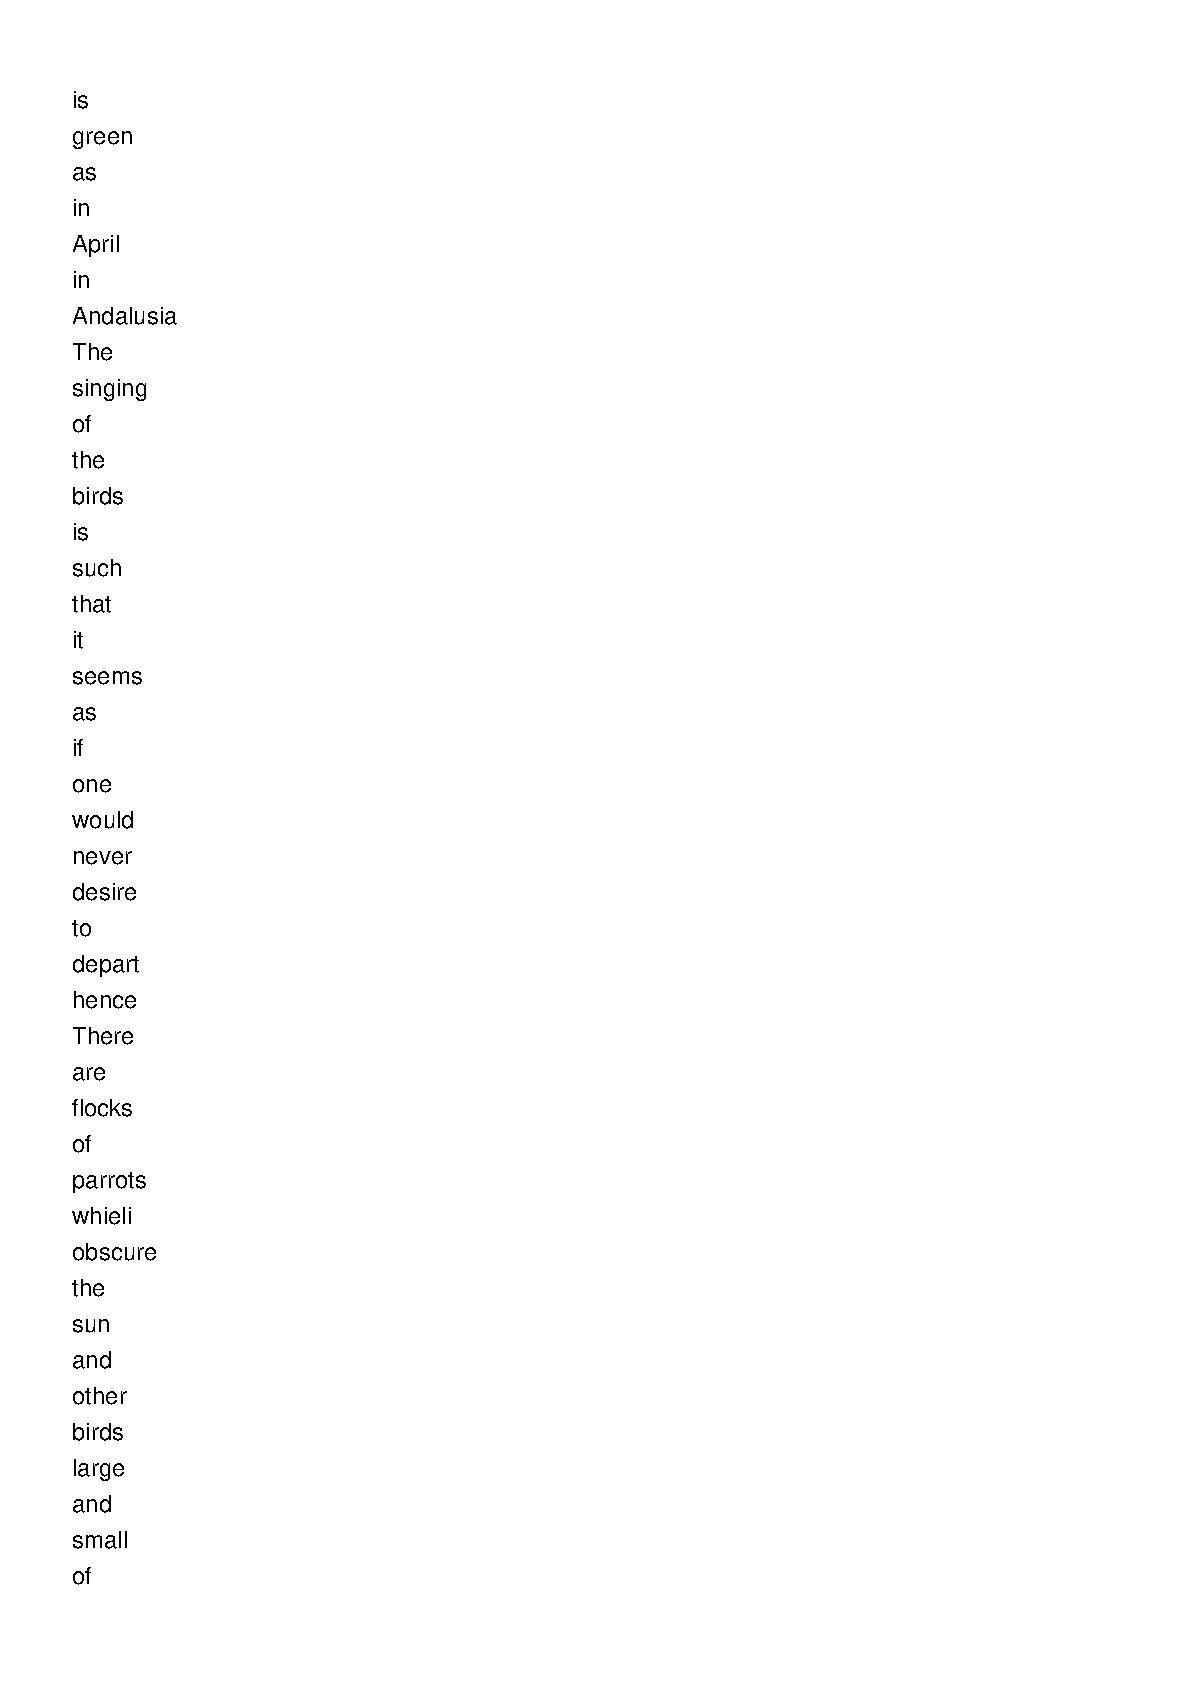 is
green
as
in
April
in
Andalusia
The
singing
of
the
birds
is
such
that
it
seems
as
if
one
would
never
desire
to
depart
hence
There
are
flocks
of
parrots
whieli
obscure
the
sun
and
other
birds
large
and
small
of